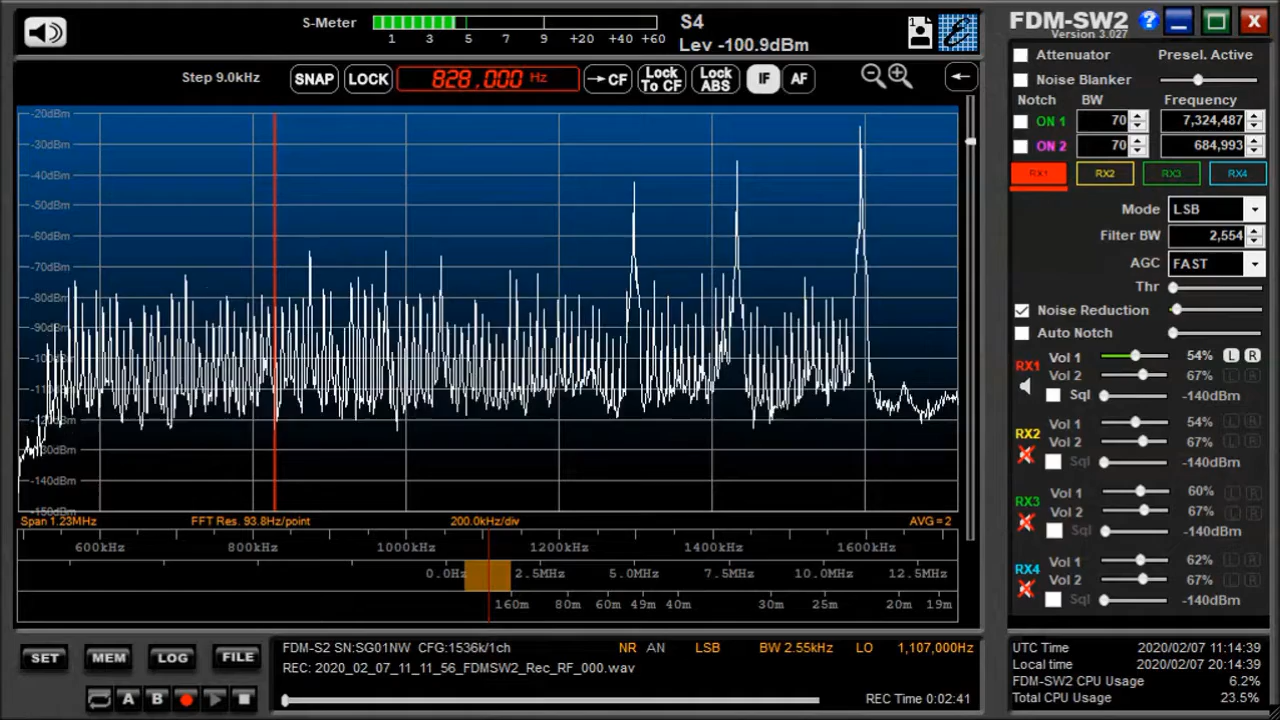 S-Meter
1 3 5 7 9 +20 +40 +60
S4
Lev -100.9dBm
1
FDM-SW2
?
X
Version 3.027
Step 9.0kHz
SNAP
LOCK
828.000 Hz
→CF
Lock To CF
Lock ABS
IF
AF
-20dBm
-30dBm
-40dBm
-50dBm
-60dBm
-70dBm
-80dBm
-90dBm
-100dBm
-110dBm
-120dBm
-130dBm
-140dBm
-150dBm
Span 1.23MHz
FFT Res. 93.8Hz/point
200.0kHz/div
AVG=2
600kHz 800kHz 1000kHz 1200kHz 1400kHz 1600kHz
0.0Hz 2.5MHz 5.0MHz 7.5MHz 10.0MHz 12.5MHz
160m 80m 60m 49m 40m 30m 25m 20m 19m
Attenuator
Presel. Active
Noise Blanker
Notch BW Frequency
ON 1 70 7,324,487
ON 2 70 684,993
RX1 RX2 RX3 RX4
Mode LSB
Filter BW 2,554
AGC FAST
Thr
Noise Reduction
Auto Notch
RX1
Vol 1 54% L R
Vol 2 67% L R
Sql -140dBm
RX2
Vol 1 54% L R
Vol 2 67% L R
Sql -140dBm
RX3
Vol 1 60% L R
Vol 2 67% L R
Sql -140dBm
RX4
Vol 1 62% L R
Vol 2 67% L R
Sql -140dBm
SET
MEM
LOG
FILE
A
B
FDM-S2 SN:SG01NW CFG:1536k/1ch
NR AN LSB BW 2.55kHz LO 1,107,000Hz
REC: 2020_02_07_11_11_56_FDMSW2_Rec_RF_000.wav
REC Time 0:02:41
UTC Time 2020/02/07 11:14:39
Local time 2020/02/07 20:14:39
FDM-SW2 CPU Usage 6.2%
Total CPU Usage 23.5%